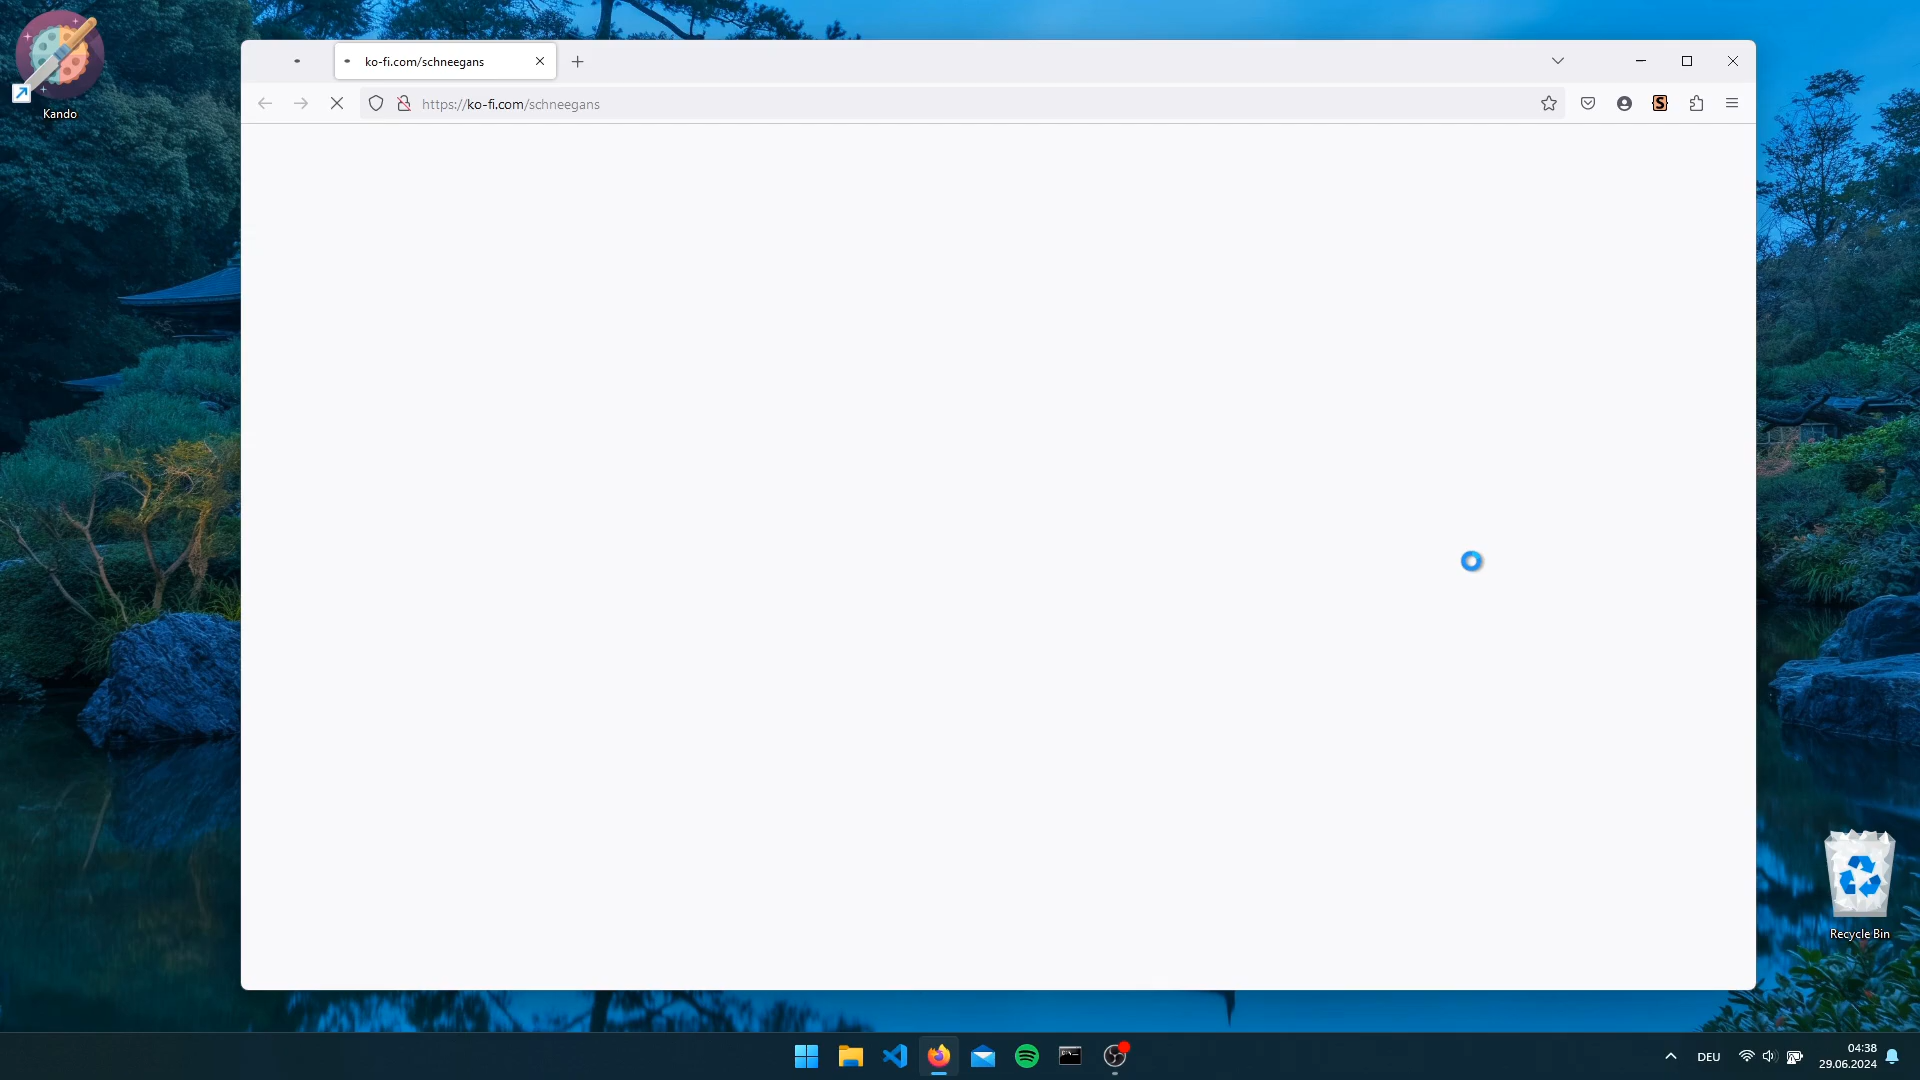 Kando
ko-fi.com/schneegans
https://ko-fi.com/schneegans
S
Recycle Bin
DEU
04:38
29.06.2024